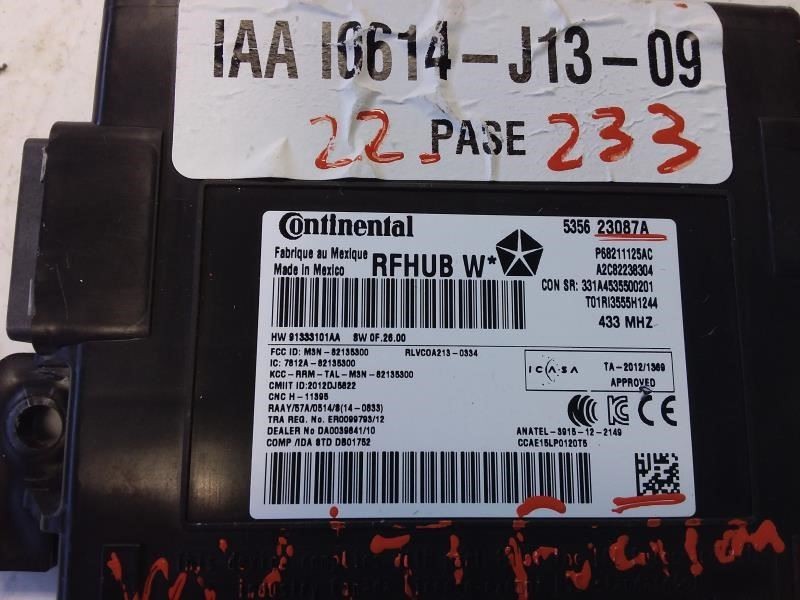 IAA I0614-J13-09
22. PASE 233
Continental 5356 23087A
Fabrique au Mexique
Made in Mexico
RFHUB W*
P68211125AC
A2C82238304
CON SR: 331A4535500201
T01RI3555H1244
433 MHZ
HW 91333101AA SW 0F.26.00
FCC ID: M3N-82135300 RLVCOA213-0334
IC: 7812A-82135300
KCC-RRM-TAL-M3N-82135300
CMIIT ID:2012DJ5822
CNC H-11395
RAAY/57A/0514/S(14-0833)
TRA REG. No. ER0099793/12
DEALER No DA0039841/10
COMP /IDA STD DB01752
ICASA TA-2012/1369
APPROVED
KC CE
ANATEL-3915-12-2149
CCAE15LP0120T5